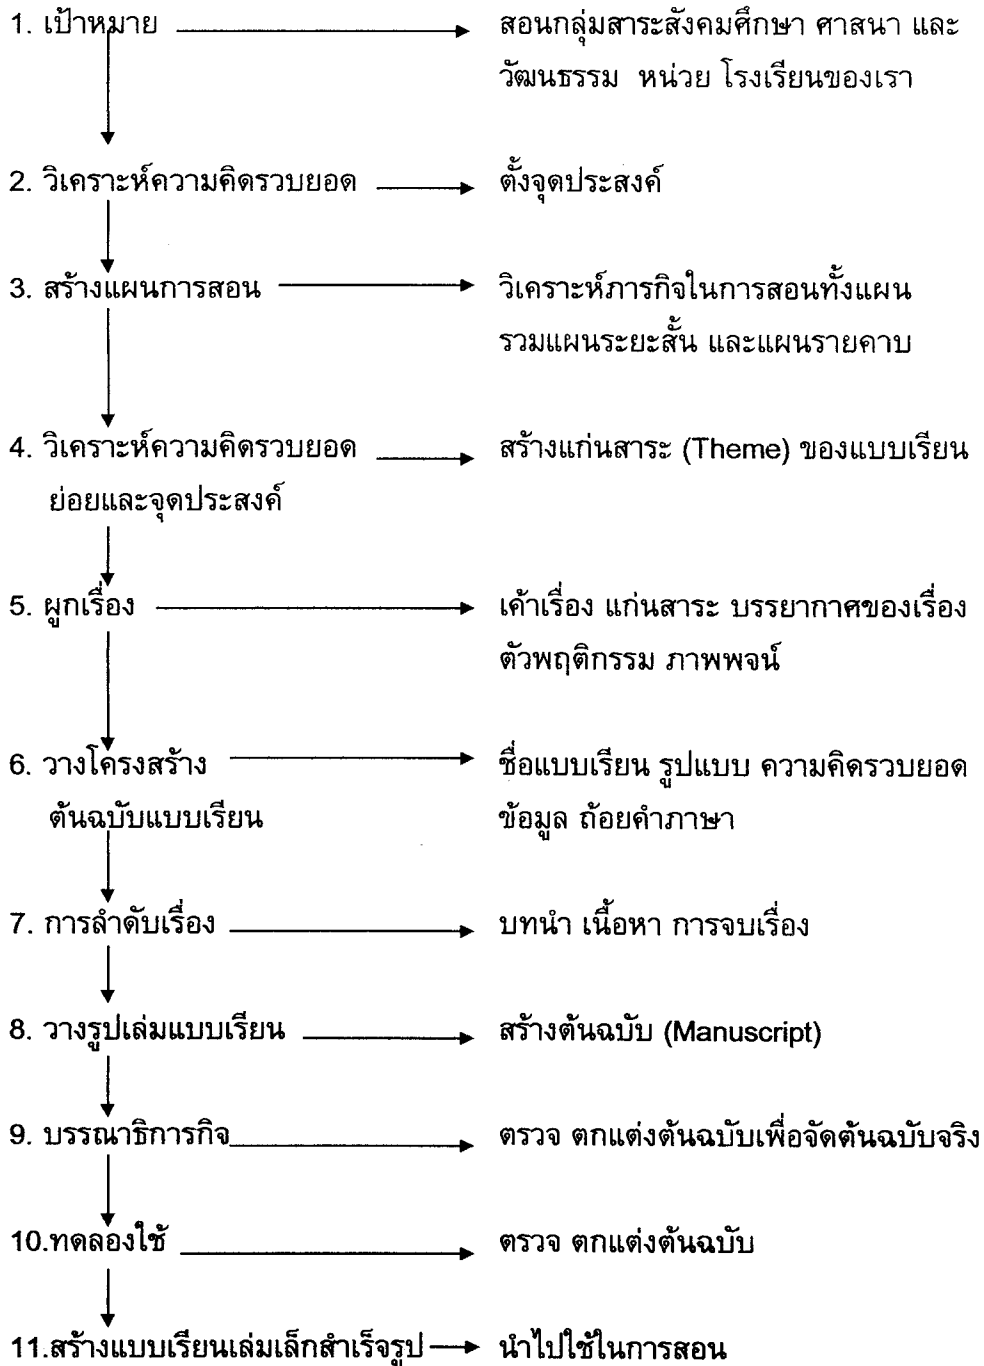 1. เป้าหมาย สอนกลุ่มสาระสังคมศึกษา ศาสนา และ
วัฒนธรรม หน่วย โรงเรียนของเรา
2. วิเคราะห์ความคิดรวบยอด ตั้งจุดประสงค์
3. สร้างแผนการสอน วิเคราะห์ภารกิจในการสอนทั้งแผน
รวมแผนระยะสั้น และแผนรายคาบ
4. วิเคราะห์ความคิดรวบยอด สร้างแก่นสาระ (Theme) ของแบบเรียน
ย่อยและจุดประสงค์
5. ผูกเรื่อง เค้าเรื่อง แก่นสาระ บรรยากาศของเรื่อง
ตัวพฤติกรรม ภาพพจน์
6. วางโครงสร้าง ชื่อแบบเรียน รูปแบบ ความคิดรวบยอด
ต้นฉบับแบบเรียน ข้อมูล ถ้อยคำภาษา
7. การลำดับเรื่อง บทนำ เนื้อหา การจบเรื่อง
8. วางรูปเล่มแบบเรียน สร้างต้นฉบับ (Manuscript)
9. บรรณาธิการกิจ ตรวจ ตกแต่งต้นฉบับเพื่อจัดต้นฉบับจริง
10.ทดลองใช้ ตรวจ ตกแต่งต้นฉบับ
11.สร้างแบบเรียนเล่มเล็กสำเร็จรูป นำไปใช้ในการสอน